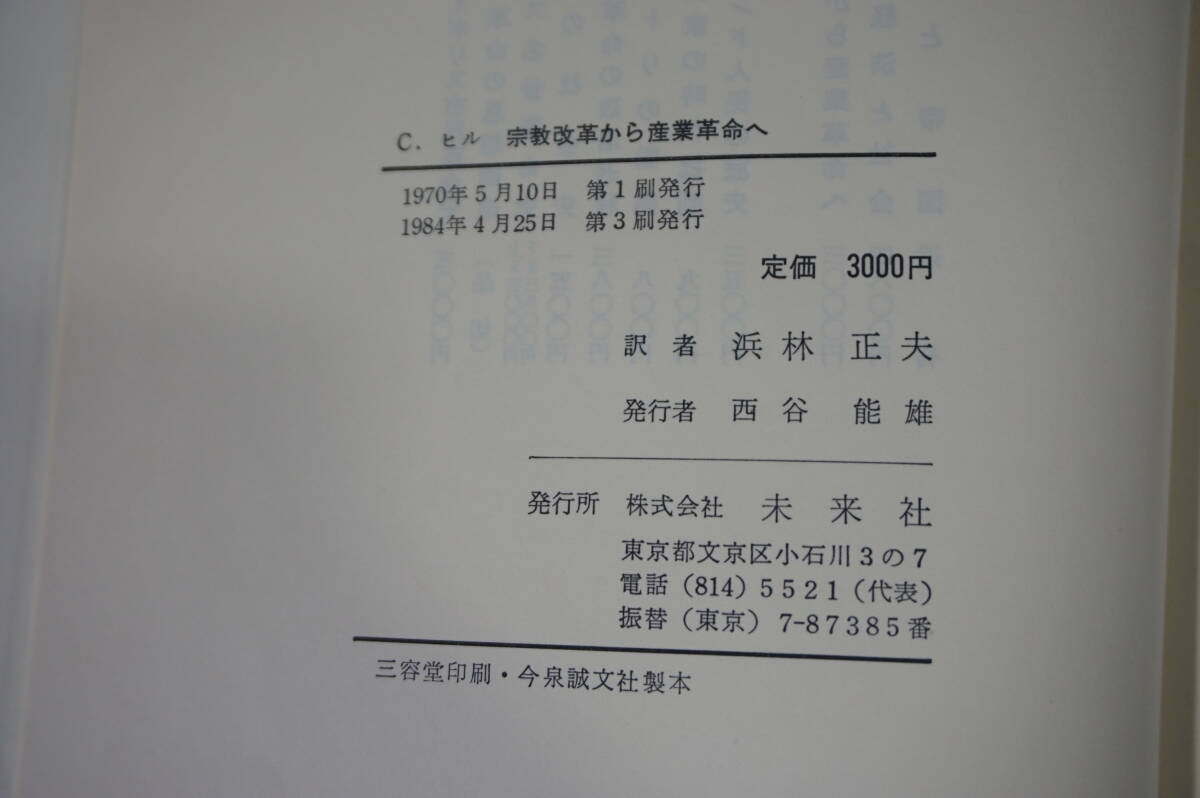 C. ヒル 宗教改革から産業革命へ
1970年5月10日 第1刷発行
1984年4月25日 第3刷発行
定価 3000円
訳者 浜林正夫
発行者 西谷能雄
発行所 株式会社 未来社
東京都文京区小石川3の7
電話(814)5521(代表)
振替(東京)7-87385番
三容堂印刷・今泉誠文社製本